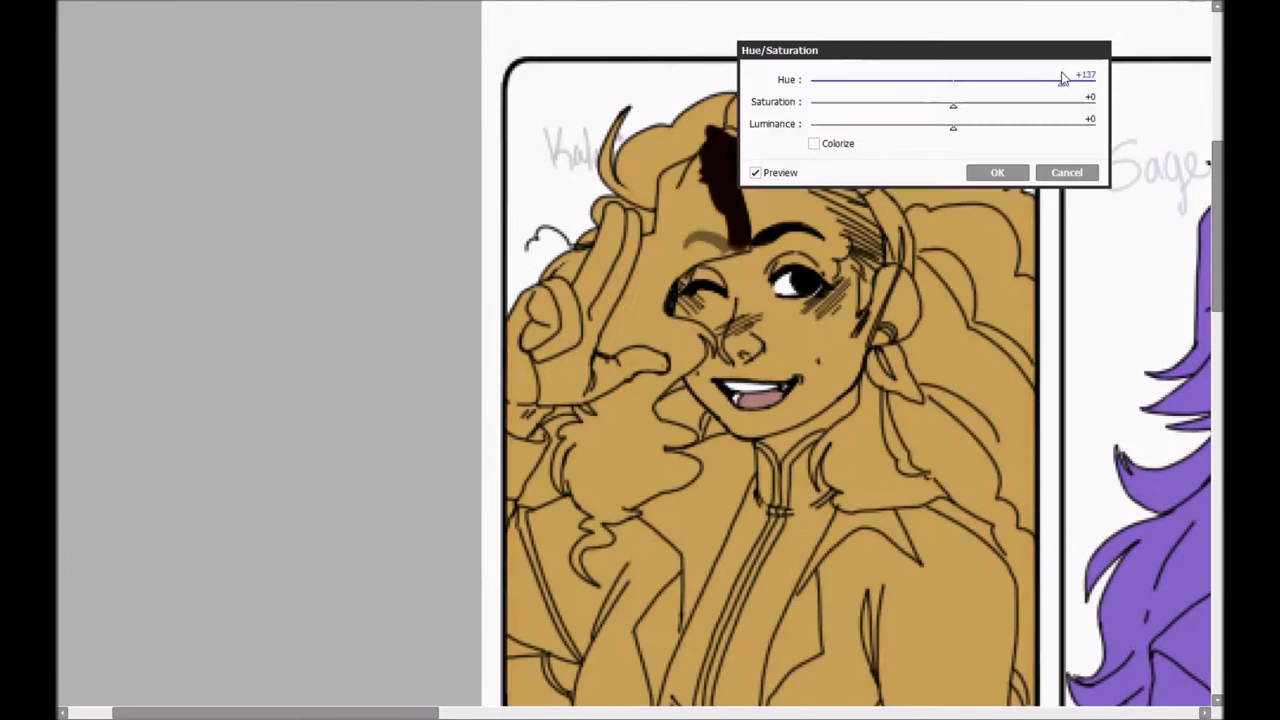 Hue/Saturation
Hue : +137
Saturation : +0
Luminance : +0
Colorize
Preview OK Cancel
Sage